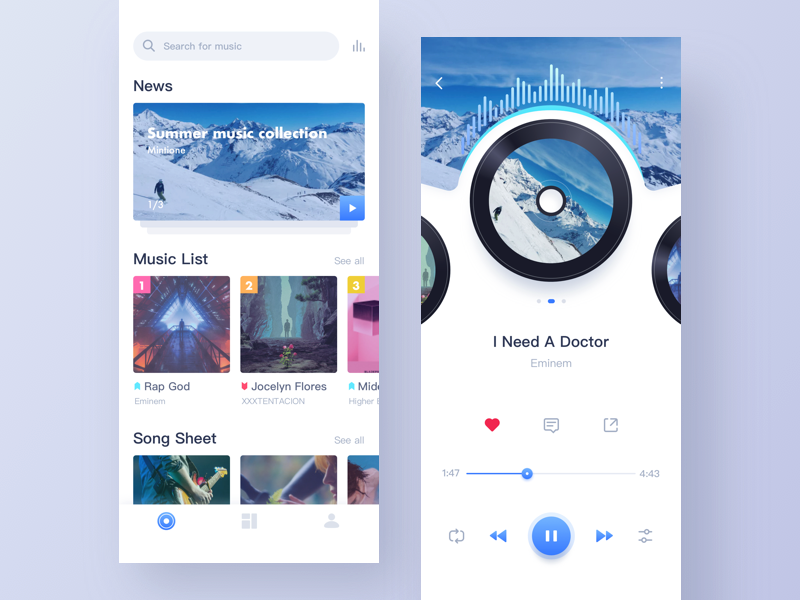 Search for music
News
Summer music collection
Mintione
1/3
Music List
See all
1
2
3
Rap God
Jocelyn Flores
Eminem
XXXTENTACION
Higher
Song Sheet
See all
I Need A Doctor
Eminem
1:47
4:43